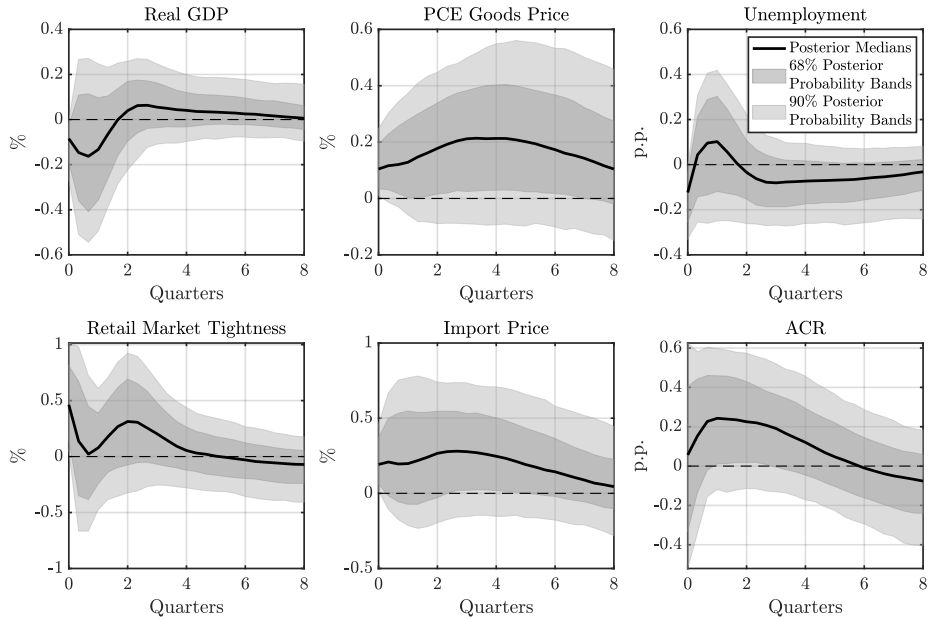 Real GDP
0.4
0.2
0
-0.2
-0.4
-0.6
%
0 2 4 6 8
Quarters
PCE Goods Price
0.6
0.4
0.2
0
-0.2
%
0 2 4 6 8
Quarters
Unemployment
0.6
0.4
0.2
0
-0.2
-0.4
p.p.
0 2 4 6 8
Quarters
Posterior Medians
68% Posterior
Probability Bands
90% Posterior
Probability Bands
Retail Market Tightness
1
0.5
0
-0.5
-1
%
0 2 4 6 8
Quarters
Import Price
1
0.5
0
-0.5
%
0 2 4 6 8
Quarters
ACR
0.6
0.4
0.2
0
-0.2
-0.4
p.p.
0 2 4 6 8
Quarters